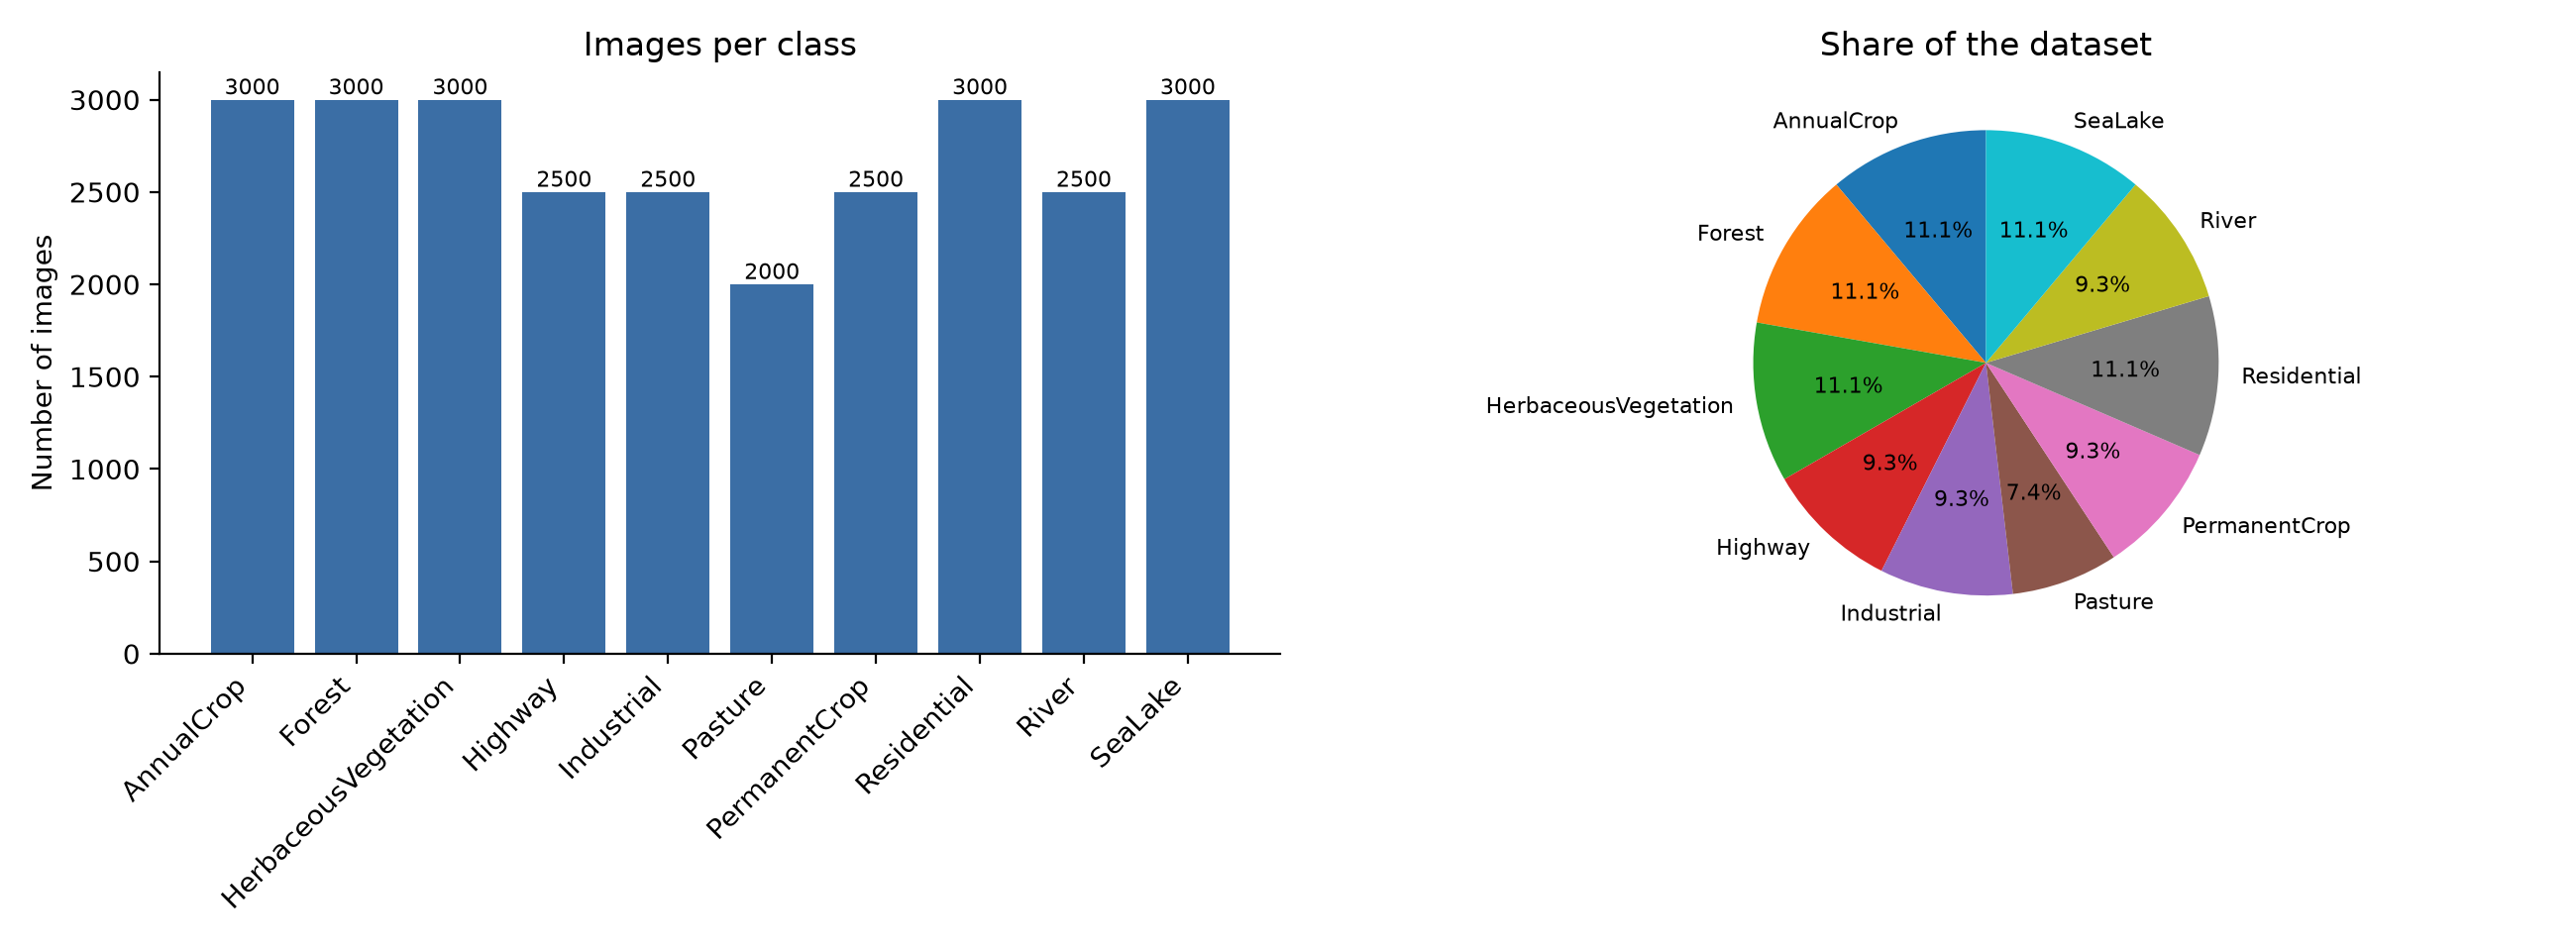 Images per class
3000 3000 3000 2500 2500 2000 2500 3000 2500 3000
Number of images
3000
2500
2000
1500
1000
500
0
AnnualCrop
Forest
HerbaceousVegetation
Highway
Industrial
Pasture
PermanentCrop
Residential
River
SeaLake
Share of the dataset
AnnualCrop
11.1%
Forest
11.1%
HerbaceousVegetation
11.1%
Highway
9.3%
Industrial
9.3%
Pasture
7.4%
PermanentCrop
9.3%
Residential
11.1%
River
9.3%
SeaLake
11.1%